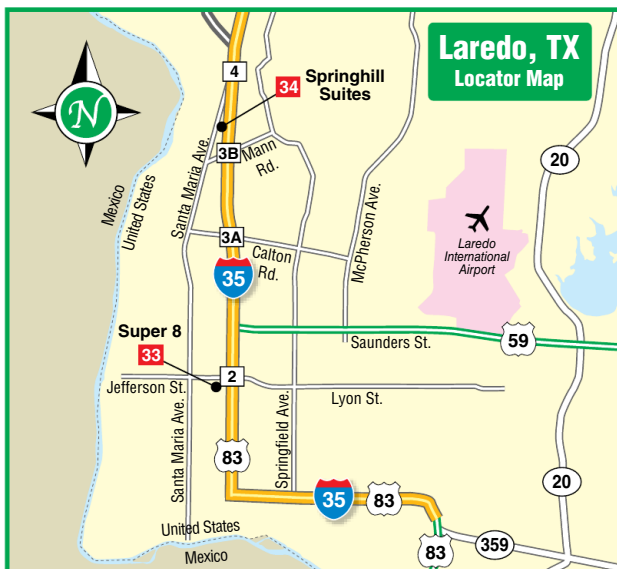 Laredo, TX
Locator Map
N
4
34
Springhill
Suites
3B
Mann
Rd.
Santa Maria Ave.
Mexico
United States
20
McPherson Ave.
Laredo
International
Airport
3A
Calton
Rd.
35
59
Saunders St.
Super 8
33
2
Jefferson St.
Lyon St.
Santa Maria Ave.
Springfield Ave.
83
35
83
20
United States
Mexico
83
359